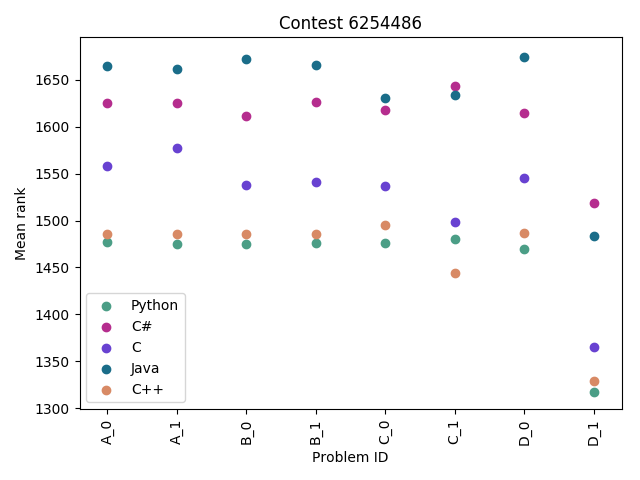 Contest 6254486
Mean rank
1650
1600
1550
1500
1450
1400
1350
1300
Python
C#
C
Java
C++
A_0
A_1
B_0
B_1
C_0
C_1
D_0
D_1
Problem ID